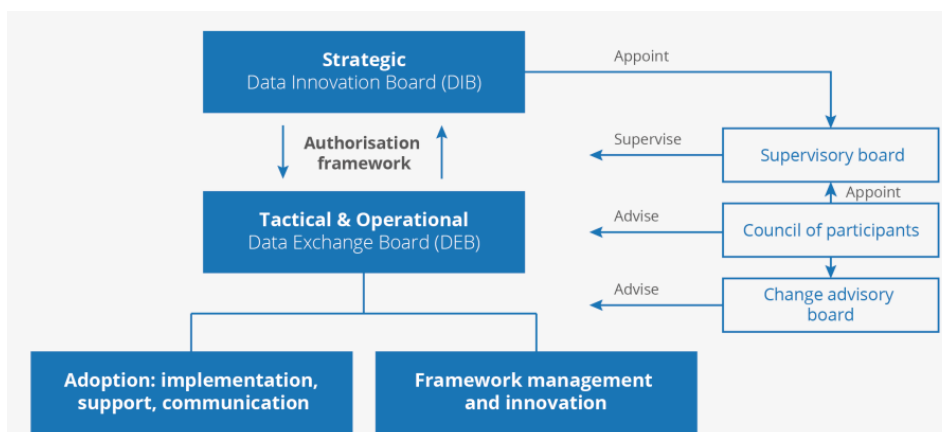 Strategic
Data Innovation Board (DIB)
Appoint
Authorisation
framework
Supervise
Supervisory board
Appoint
Tactical & Operational
Data Exchange Board (DEB)
Advise
Council of participants
Advise
Change advisory
board
Adoption: implementation,
support, communication
Framework management
and innovation